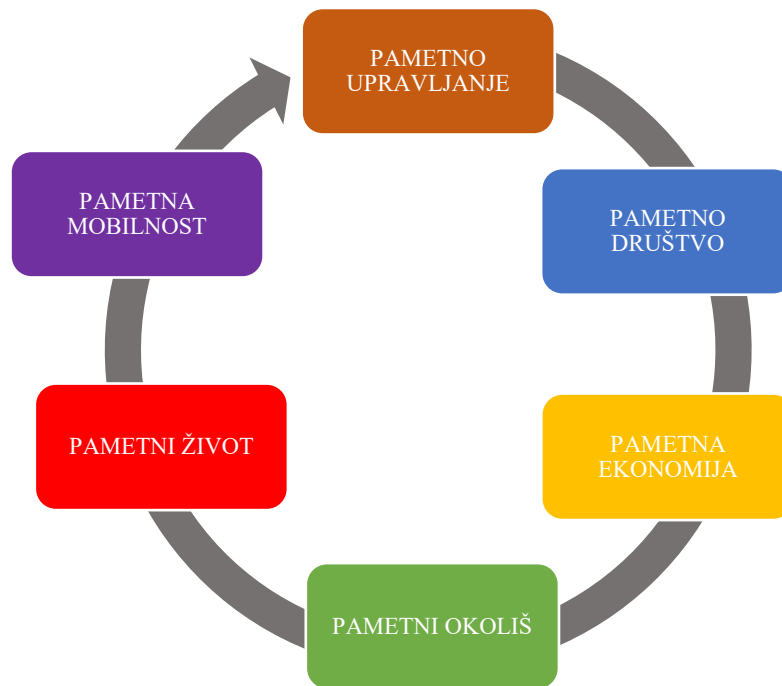 PAMETNO
UPRAVLJANJE
PAMETNO
DRUŠTVO
PAMETNA
EKONOMIJA
PAMETNI OKOLIŠ
PAMETNI ŽIVOT
PAMETNA
MOBILNOST